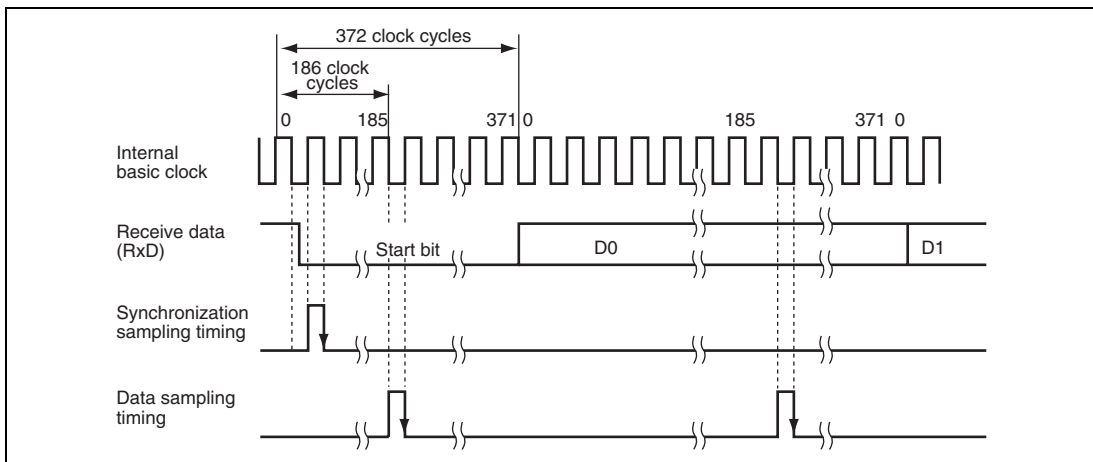 372 clock cycles
186 clock
cycles
0 185 371 0 185 371 0
Internal
basic clock
Receive data
(RxD)
Start bit D0 D1
Synchronization
sampling timing
Data sampling
timing